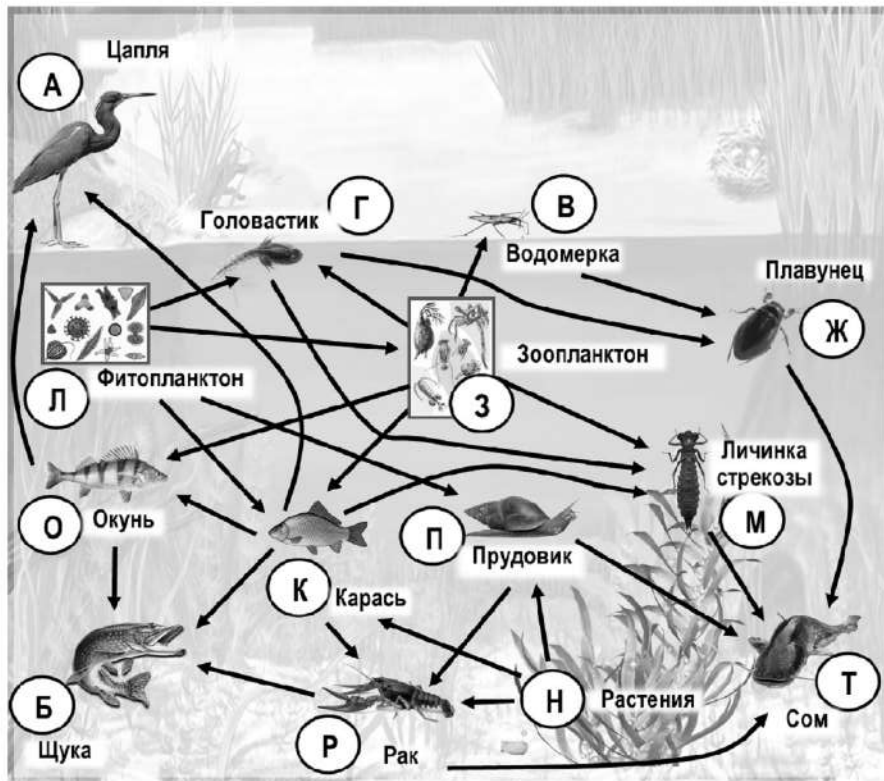 Цапля
А
Головастик
Г
В
Водомерка
Плавунец
Ж
Зоопланктон
Фитопланктон
Л
З
Личинка
стрекозы
М
О
Окунь
П
Прудовик
К
Карась
Н
Растения
Т
Сом
Б
Щука
Р
Рак